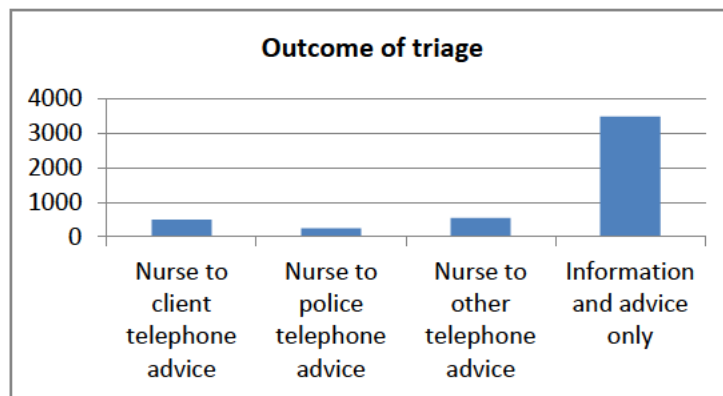 Outcome of triage
4000
3000
2000
1000
0
Nurse to client telephone advice
Nurse to police telephone advice
Nurse to other telephone advice
Information and advice only